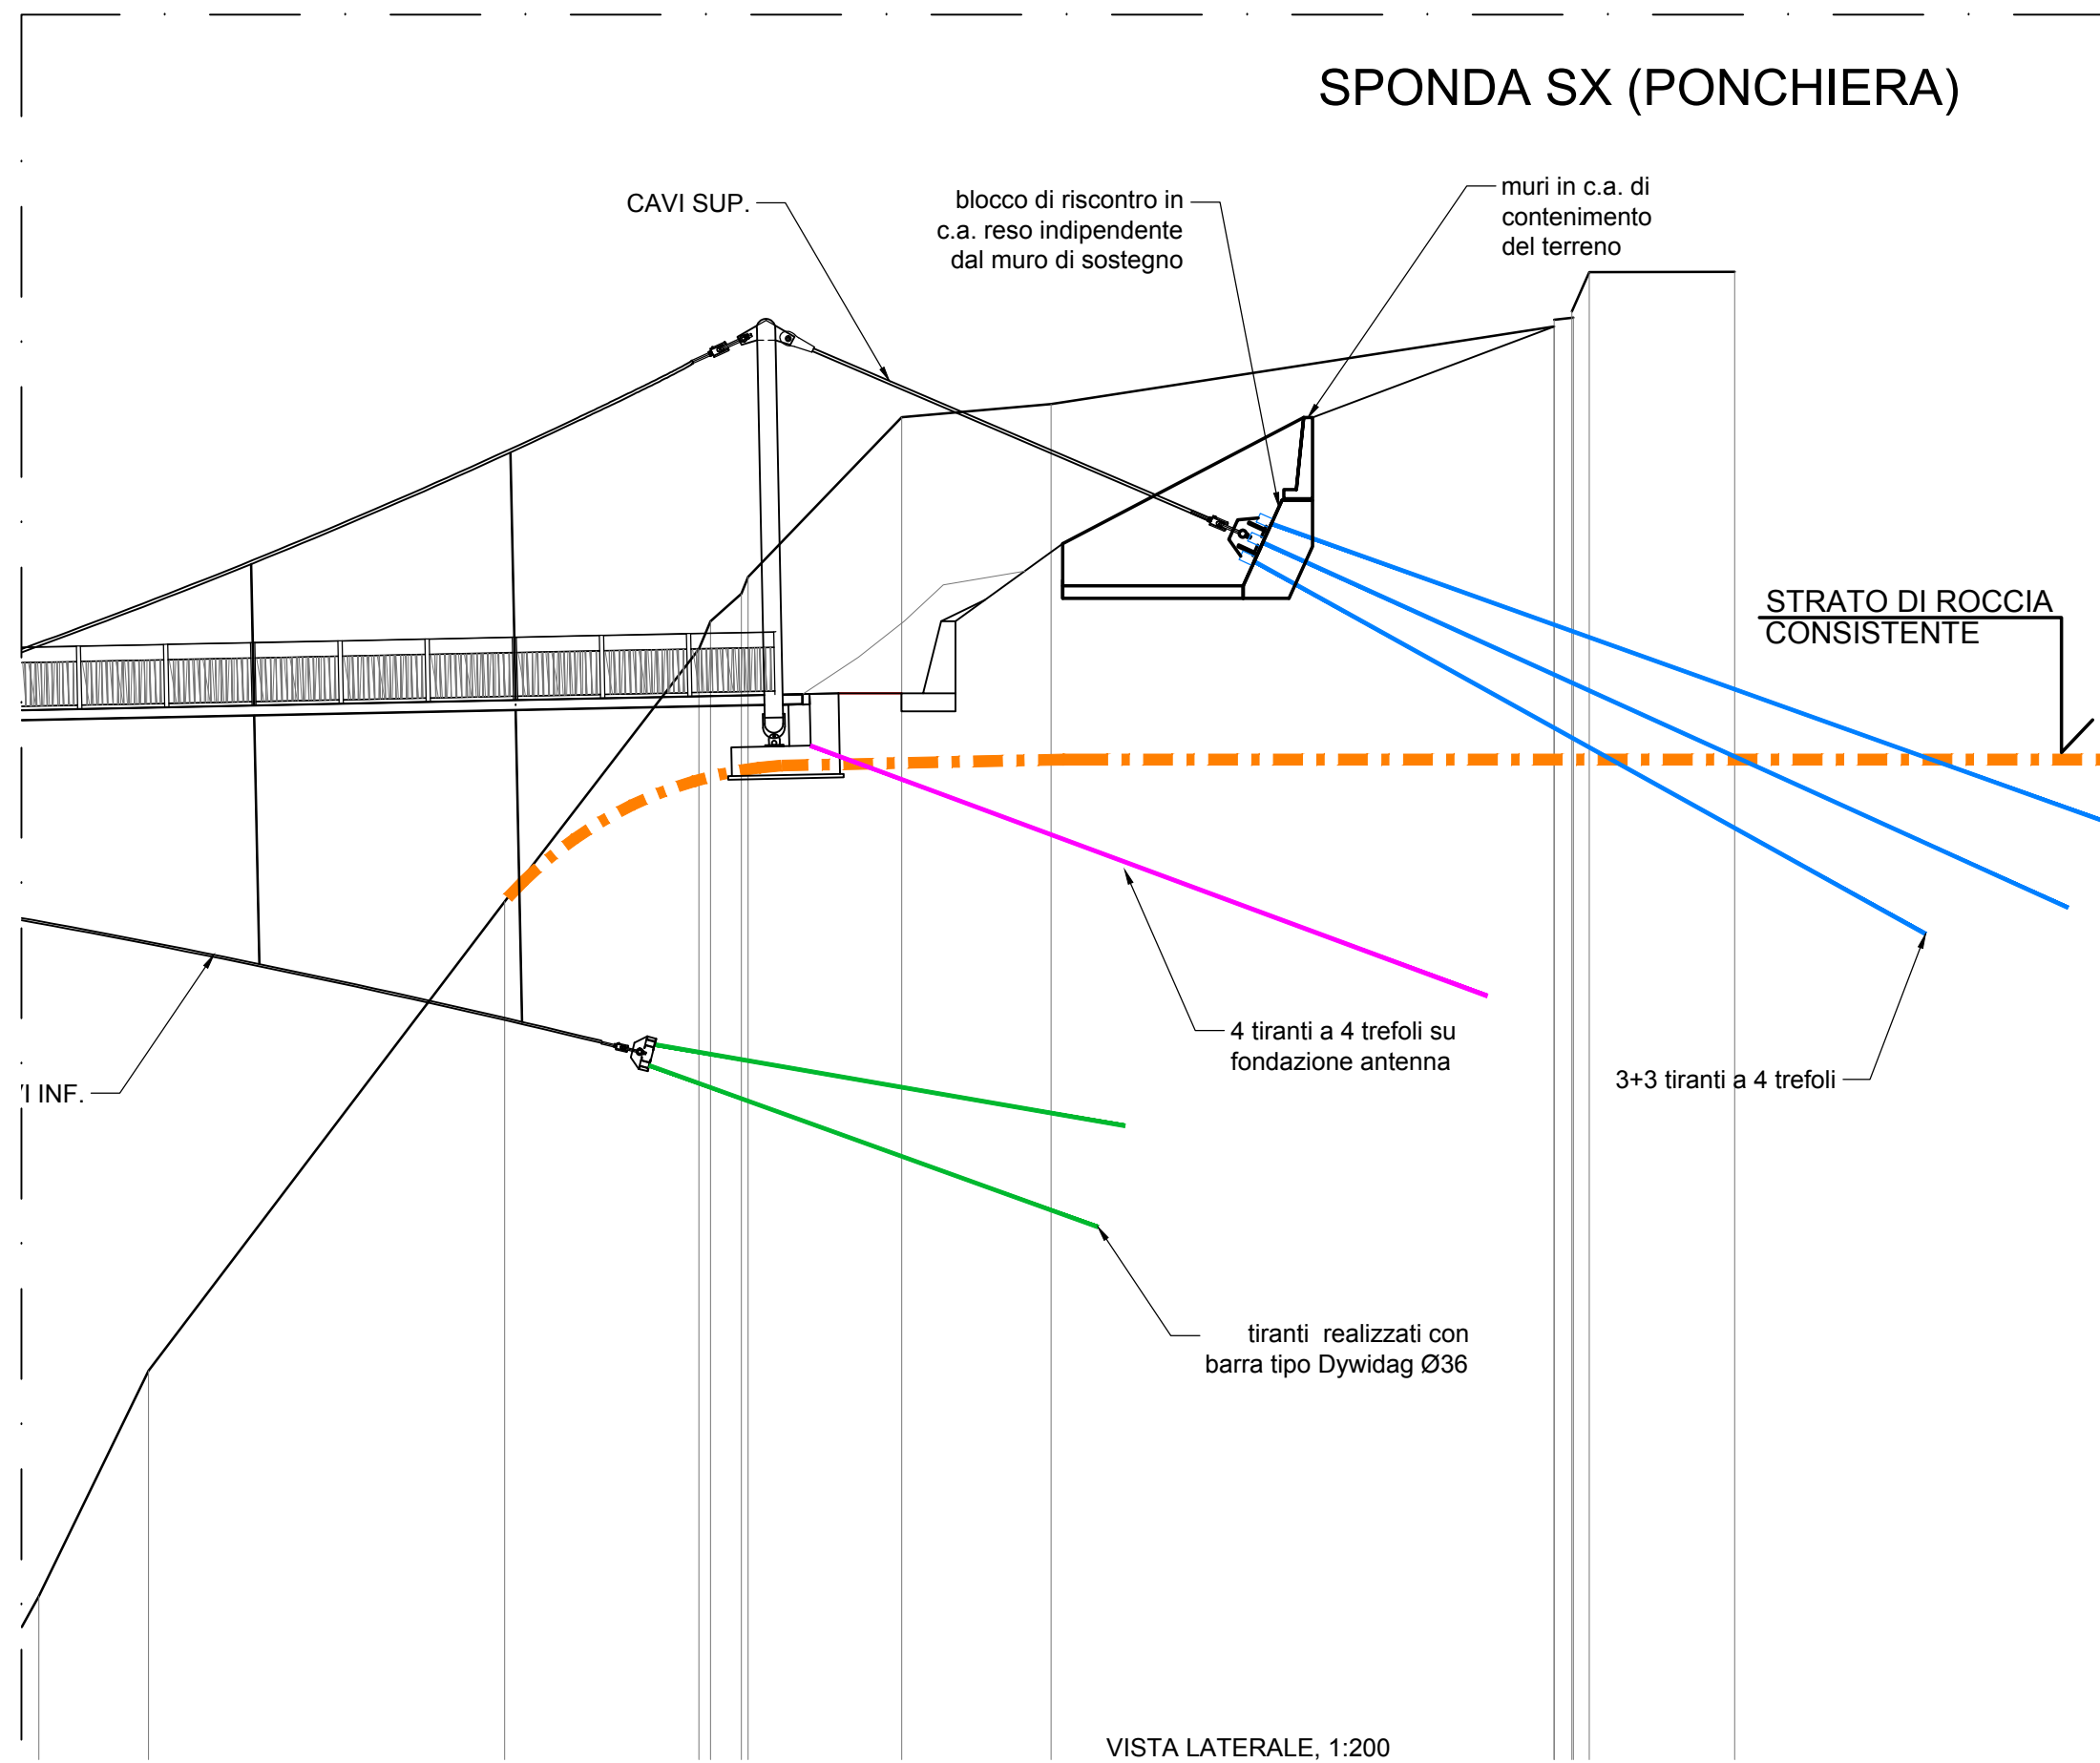 SPONDA SX (PONCHIERA)
CAVI SUP.
blocco di riscontro in
c.a. reso indipendente
dal muro di sostegno
muri in c.a. di
contenimento
del terreno
STRATO DI ROCCIA
CONSISTENTE
4 tiranti a 4 trefoli su
fondazione antenna
3+3 tiranti a 4 trefoli
INF.
tiranti realizzati con
barra tipo Dywidag Ø36
VISTA LATERALE, 1:200